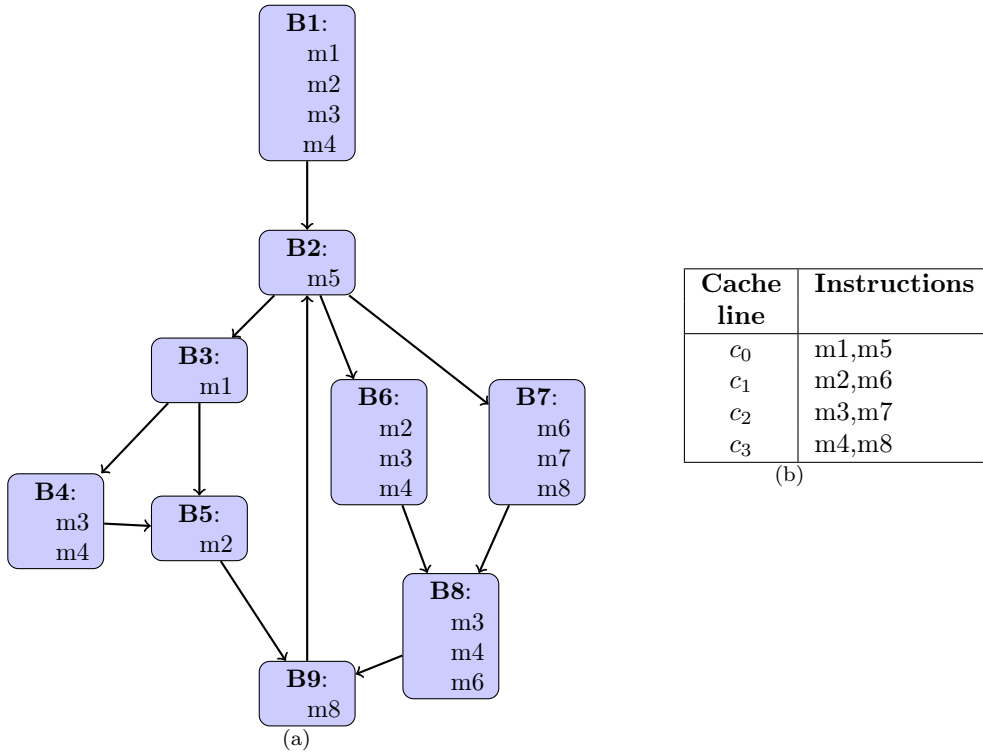 B1:
m1
m2
m3
m4
B2:
m5
B3:
m1
B4:
m3
m4
B5:
m2
B6:
m2
m3
m4
B7:
m6
m7
m8
B8:
m3
m4
m6
B9:
m8
(a)
Cache Instructions
line
c0 m1,m5
c1 m2,m6
c2 m3,m7
c3 m4,m8
(b)